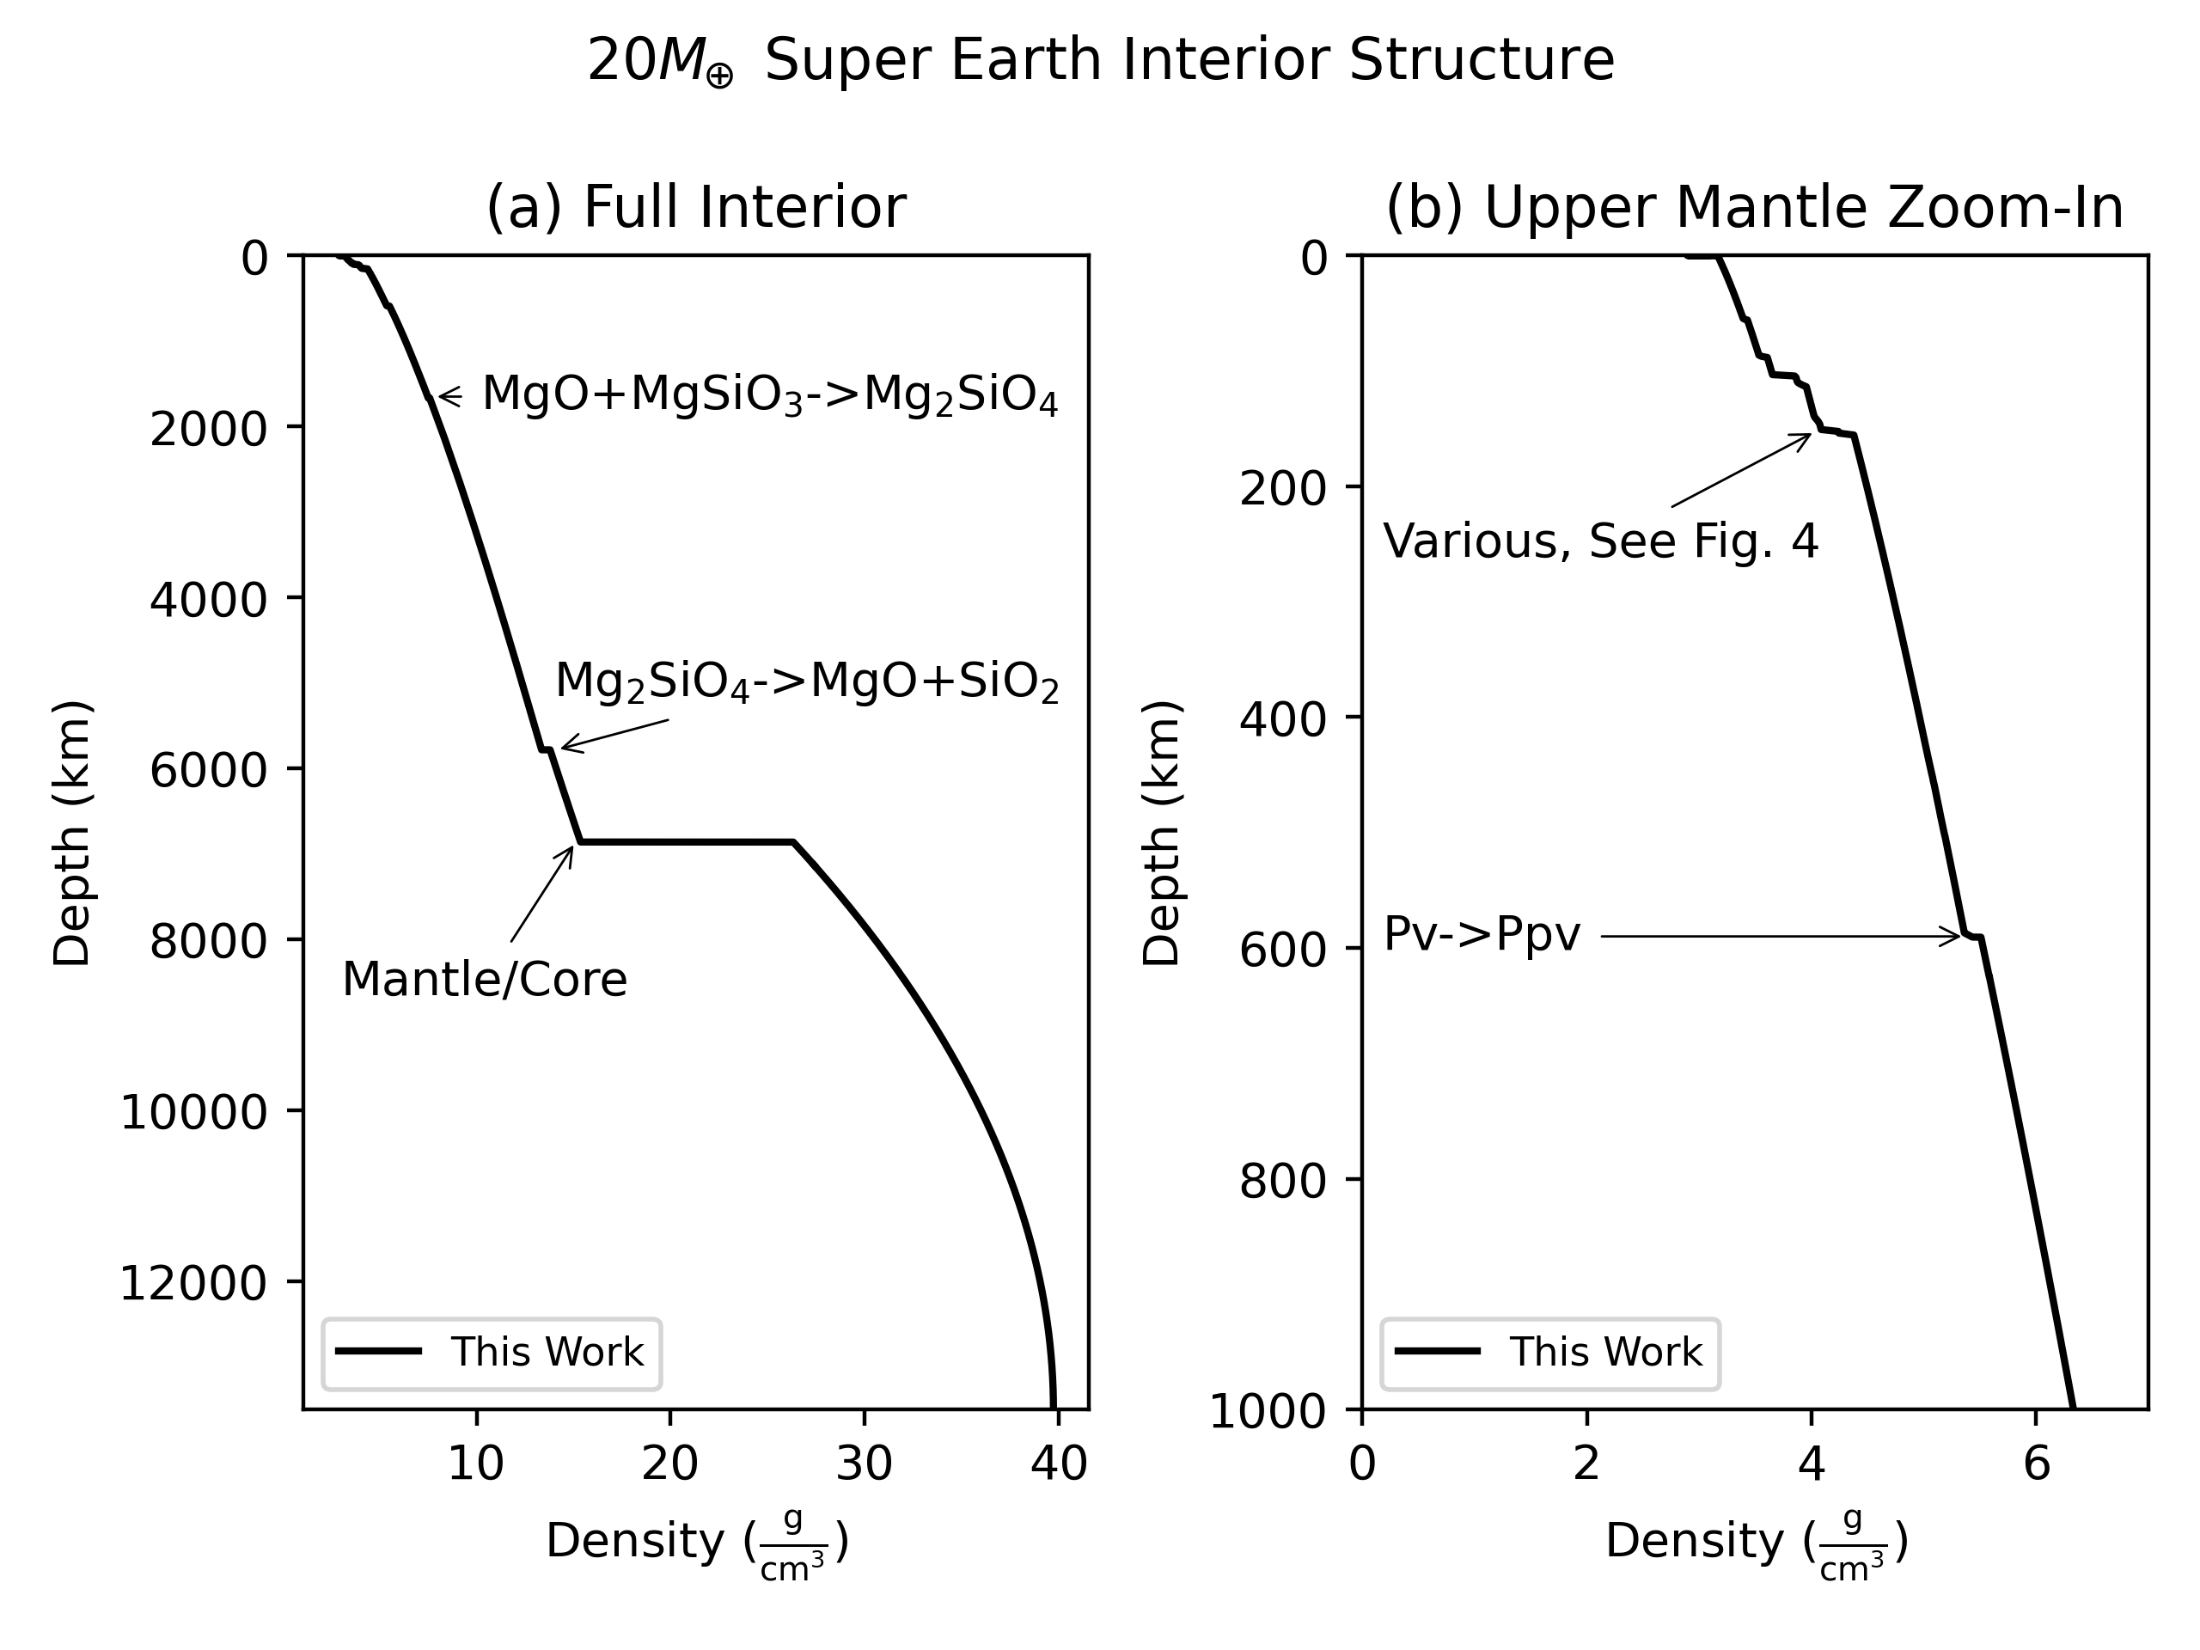 20M⊕ Super Earth Interior Structure
(a) Full Interior
0
2000
4000
6000
8000
10000
12000
Depth (km)
MgO+MgSiO₃->Mg₂SiO₄
Mg₂SiO₄->MgO+SiO₂
Mantle/Core
This Work
10 20 30 40
Density (g/cm³)
(b) Upper Mantle Zoom-In
0
200
400
600
800
1000
Depth (km)
Various, See Fig. 4
Pv->Ppv
This Work
0 2 4 6
Density (g/cm³)